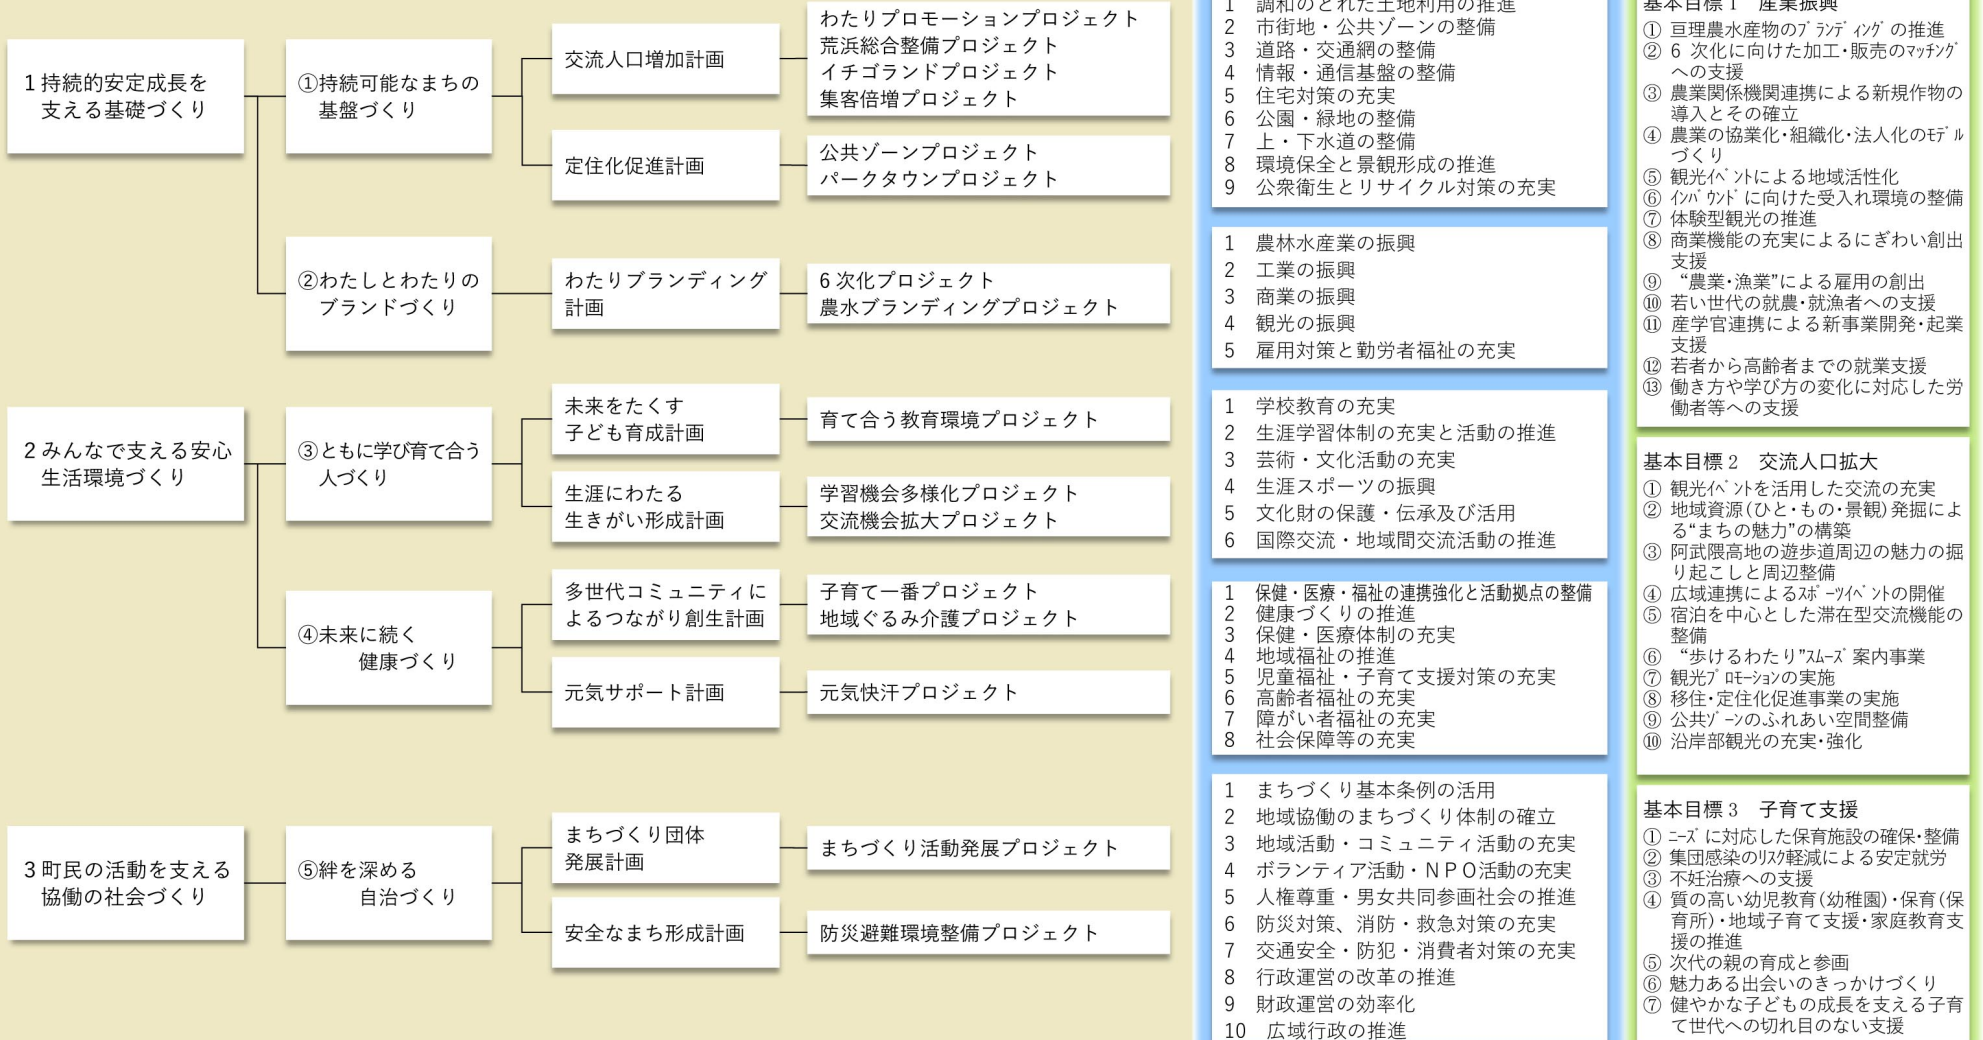 1 持続的安定成長を
支える基礎づくり
①持続可能なまちの
基盤づくり
交流人口増加計画
わたりプロモーションプロジェクト
荒浜総合整備プロジェクト
イチゴランドプロジェクト
集客倍増プロジェクト
定住化促進計画
公共ゾーンプロジェクト
パークタウンプロジェクト
②わたしとわたりの
ブランドづくり
わたりブランディング
計画
6 次化プロジェクト
農水ブランディングプロジェクト
2 みんなで支える安心
生活環境づくり
③ともに学び育て合う
人づくり
未来をたくす
子ども育成計画
育て合う教育環境プロジェクト
生涯にわたる
生きがい形成計画
学習機会多様化プロジェクト
交流機会拡大プロジェクト
④未来に続く
健康づくり
多世代コミュニティに
よるつながり創生計画
子育て一番プロジェクト
地域ぐるみ介護プロジェクト
元気サポート計画
元気快汗プロジェクト
3 町民の活動を支える
協働の社会づくり
⑤絆を深める
自治づくり
まちづくり団体
発展計画
まちづくり活動発展プロジェクト
安全なまち形成計画
防災避難環境整備プロジェクト
1 調和のとれた土地利用の推進
2 市街地・公共ゾーンの整備
3 道路・交通網の整備
4 情報・通信基盤の整備
5 住宅対策の充実
6 公園・緑地の整備
7 上・下水道の整備
8 環境保全と景観形成の推進
9 公衆衛生とリサイクル対策の充実
1 農林水産業の振興
2 工業の振興
3 商業の振興
4 観光の振興
5 雇用対策と勤労者福祉の充実
1 学校教育の充実
2 生涯学習体制の充実と活動の推進
3 芸術・文化活動の充実
4 生涯スポーツの振興
5 文化財の保護・伝承及び活用
6 国際交流・地域間交流活動の推進
1 保健・医療・福祉の連携強化と活動拠点の整備
2 健康づくりの推進
3 保健・医療体制の充実
4 地域福祉の推進
5 児童福祉・子育て支援対策の充実
6 高齢者福祉の充実
7 障がい者福祉の充実
8 社会保障等の充実
1 まちづくり基本条例の活用
2 地域協働のまちづくり体制の確立
3 地域活動・コミュニティ活動の充実
4 ボランティア活動・NPO活動の充実
5 人権尊重・男女共同参画社会の推進
6 防災対策、消防・救急対策の充実
7 交通安全・防犯・消費者対策の充実
8 行政運営の改革の推進
9 財政運営の効率化
10 広域行政の推進
基本目標 1 産業振興
① 亘理農水産物のﾌﾞﾗﾝﾃﾞｨﾝｸﾞの推進
② 6 次化に向けた加工･販売のﾏｯﾁﾝｸﾞ
への支援
③ 農業関係機関連携による新規作物の
導入とその確立
④ 農業の協業化･組織化･法人化のﾓﾃﾞﾙ
づくり
⑤ 観光ｲﾍﾞﾝﾄによる地域活性化
⑥ ｲﾝﾊﾞｳﾝﾄﾞに向けた受入れ環境の整備
⑦ 体験型観光の推進
⑧ 商業機能の充実によるにぎわい創出
支援
⑨ “農業･漁業”による雇用の創出
⑩ 若い世代の就農･就漁者への支援
⑪ 産学官連携による新事業開発･起業
支援
⑫ 若者から高齢者までの就業支援
⑬ 働き方や学び方の変化に対応した労
働者等への支援
基本目標 2 交流人口拡大
① 観光ｲﾍﾞﾝﾄを活用した交流の充実
② 地域資源(ひと･もの･景観)発掘によ
る“まちの魅力”の構築
③ 阿武隈高地の遊歩道周辺の魅力の掘
り起こしと周辺整備
④ 広域連携によるｽﾎﾟｰﾂｲﾍﾞﾝﾄの開催
⑤ 宿泊を中心とした滞在型交流機能の
整備
⑥ “歩けるわたり”ｽﾑｰｽﾞ案内事業
⑦ 観光ﾌﾟﾛﾓｰｼｮﾝの実施
⑧ 移住･定住化促進事業の実施
⑨ 公共ｿﾞｰﾝのふれあい空間整備
⑩ 沿岸部観光の充実･強化
基本目標 3 子育て支援
① ﾆｰｽﾞに対応した保育施設の確保･整備
② 集団感染のﾘｽｸ軽減による安定就労
③ 不妊治療への支援
④ 質の高い幼児教育(幼稚園)･保育(保
育所)･地域子育て支援･家庭教育支
援の推進
⑤ 次代の親の育成と参画
⑥ 魅力ある出会いのきっかけづくり
⑦ 健やかな子どもの成長を支える子育
て世代への切れ目のない支援